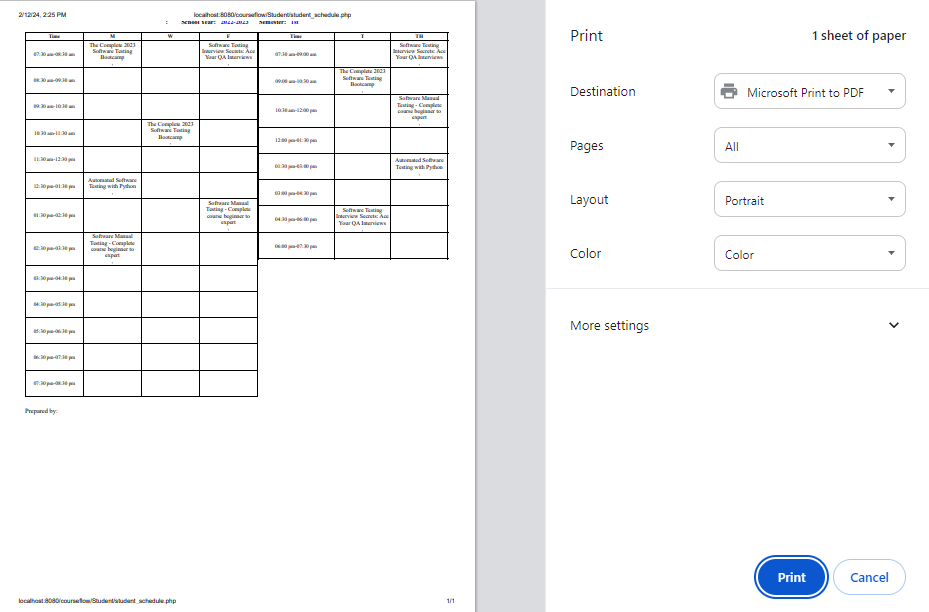 2/12/24, 2:25 PM
localhost:8080/courseflow/Student/student_schedule.php
: School Year: 2022-2023 Semester: 1st
Time M W F
07:30 am-08:30 am
The Complete 2023
Software Testing
Bootcamp
Software Testing
Interview Secrets: Ace
Your QA Interviews
08:30 am-09:30 am
09:30 am-10:30 am
10:30 am-11:30 am
The Complete 2023
Software Testing
Bootcamp
11:30 am-12:30 pm
12:30 pm-01:30 pm
Automated Software
Testing with Python
01:30 pm-02:30 pm
Software Manual
Testing - Complete
course beginner to
expert
02:30 pm-03:30 pm
Software Manual
Testing - Complete
course beginner to
expert
03:30 pm-04:30 pm
04:30 pm-05:30 pm
05:30 pm-06:30 pm
06:30 pm-07:30 pm
07:30 pm-08:30 pm
Time T TH
07:30 am-09:00 am
Software Testing
Interview Secrets: Ace
Your QA Interviews
09:00 am-10:30 am
The Complete 2023
Software Testing
Bootcamp
10:30 am-12:00 pm
Software Manual
Testing - Complete
course beginner to
expert
12:00 pm-01:30 pm
01:30 pm-03:00 pm
Automated Software
Testing with Python
03:00 pm-04:30 pm
04:30 pm-06:00 pm
Software Testing
Interview Secrets: Ace
Your QA Interviews
06:00 pm-07:30 pm
Prepared by:
localhost:8080/courseflow/Student/student_schedule.php
1/1
Print
1 sheet of paper
Destination
Microsoft Print to PDF
Pages
All
Layout
Portrait
Color
Color
More settings
Print
Cancel